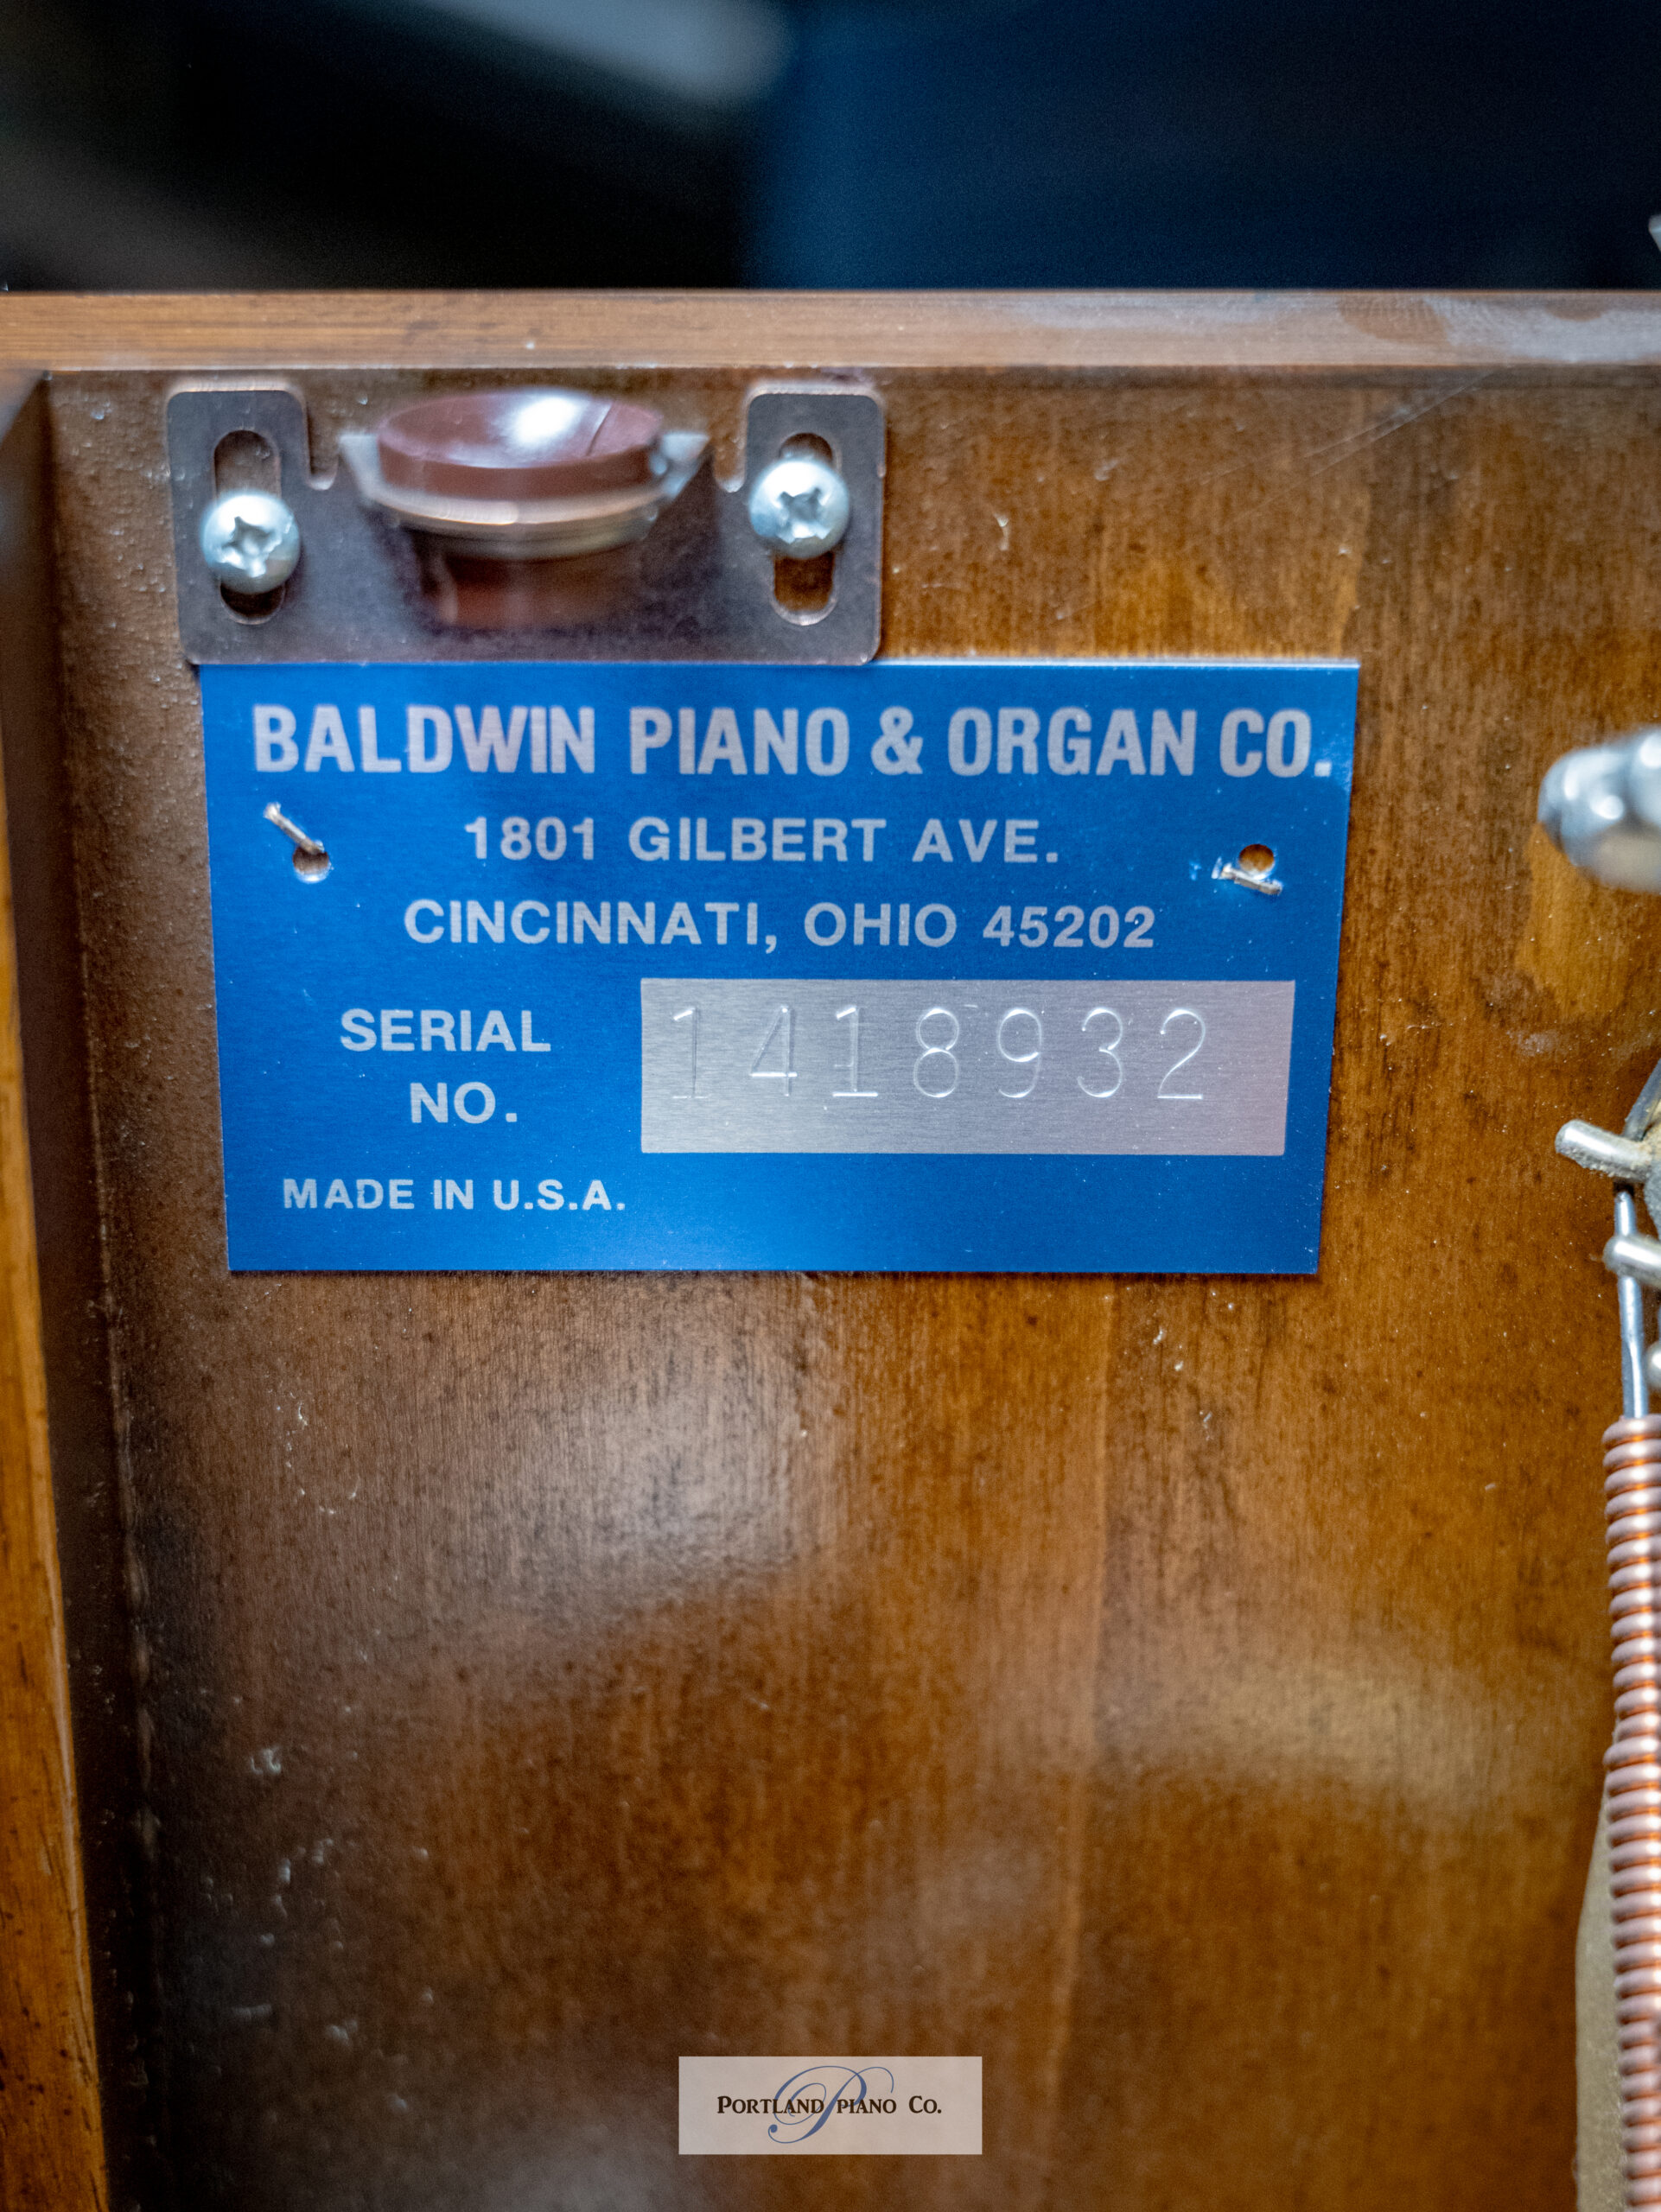 BALDWIN PIANO & ORGAN CO.
1801 GILBERT AVE.
CINCINNATI, OHIO 45202
SERIAL NO. 1418932
MADE IN U.S.A.
PORTLAND PIANO CO.